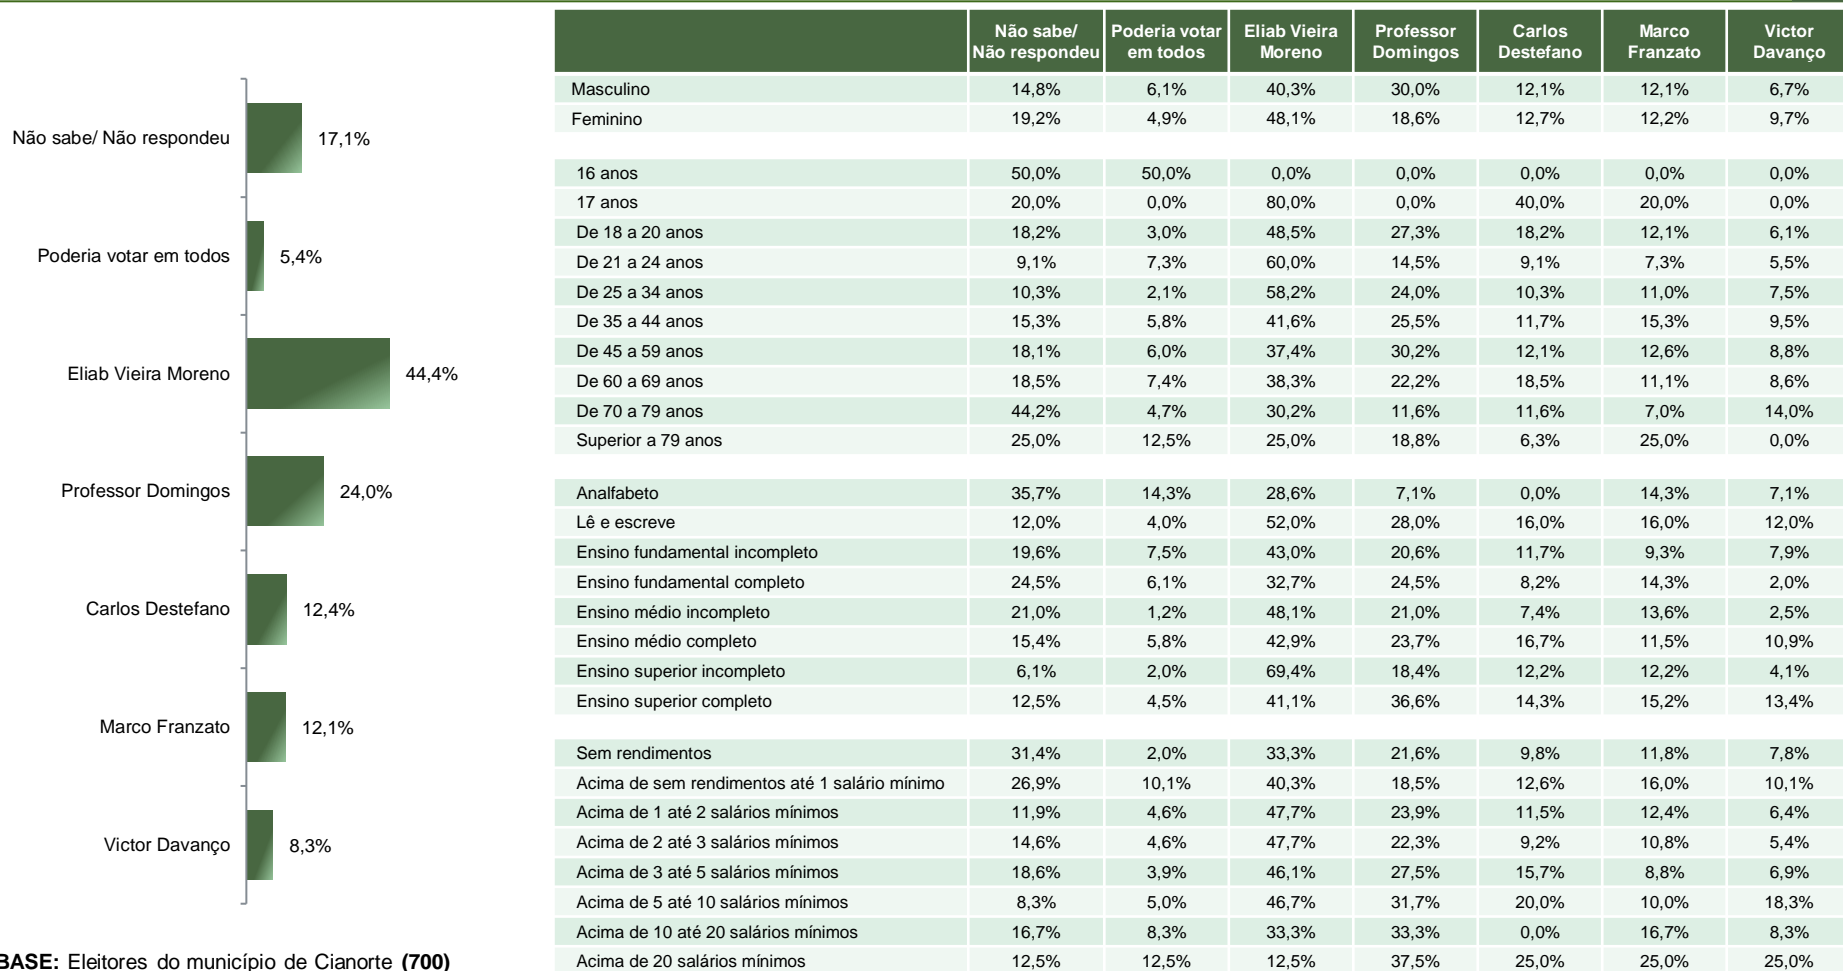 Não sabe/ Não respondeu 17,1%
Poderia votar em todos 5,4%
Eliab Vieira Moreno 44,4%
Professor Domingos 24,0%
Carlos Destefano 12,4%
Marco Franzato 12,1%
Victor Davanço 8,3%
BASE: Eleitores do município de Cianorte (700)
Não sabe/ Poderia votar Eliab Vieira Professor Carlos Marco Victor
Não respondeu em todos Moreno Domingos Destefano Franzato Davanço
Masculino 14,8% 6,1% 40,3% 30,0% 12,1% 12,1% 6,7%
Feminino 19,2% 4,9% 48,1% 18,6% 12,7% 12,2% 9,7%
16 anos 50,0% 50,0% 0,0% 0,0% 0,0% 0,0% 0,0%
17 anos 20,0% 0,0% 80,0% 0,0% 40,0% 20,0% 0,0%
De 18 a 20 anos 18,2% 3,0% 48,5% 27,3% 18,2% 12,1% 6,1%
De 21 a 24 anos 9,1% 7,3% 60,0% 14,5% 9,1% 7,3% 5,5%
De 25 a 34 anos 10,3% 2,1% 58,2% 24,0% 10,3% 11,0% 7,5%
De 35 a 44 anos 15,3% 5,8% 41,6% 25,5% 11,7% 15,3% 9,5%
De 45 a 59 anos 18,1% 6,0% 37,4% 30,2% 12,1% 12,6% 8,8%
De 60 a 69 anos 18,5% 7,4% 38,3% 22,2% 18,5% 11,1% 8,6%
De 70 a 79 anos 44,2% 4,7% 30,2% 11,6% 11,6% 7,0% 14,0%
Superior a 79 anos 25,0% 12,5% 25,0% 18,8% 6,3% 25,0% 0,0%
Analfabeto 35,7% 14,3% 28,6% 7,1% 0,0% 14,3% 7,1%
Lê e escreve 12,0% 4,0% 52,0% 28,0% 16,0% 16,0% 12,0%
Ensino fundamental incompleto 19,6% 7,5% 43,0% 20,6% 11,7% 9,3% 7,9%
Ensino fundamental completo 24,5% 6,1% 32,7% 24,5% 8,2% 14,3% 2,0%
Ensino médio incompleto 21,0% 1,2% 48,1% 21,0% 7,4% 13,6% 2,5%
Ensino médio completo 15,4% 5,8% 42,9% 23,7% 16,7% 11,5% 10,9%
Ensino superior incompleto 6,1% 2,0% 69,4% 18,4% 12,2% 12,2% 4,1%
Ensino superior completo 12,5% 4,5% 41,1% 36,6% 14,3% 15,2% 13,4%
Sem rendimentos 31,4% 2,0% 33,3% 21,6% 9,8% 11,8% 7,8%
Acima de sem rendimentos até 1 salário mínimo 26,9% 10,1% 40,3% 18,5% 12,6% 16,0% 10,1%
Acima de 1 até 2 salários mínimos 11,9% 4,6% 47,7% 23,9% 11,5% 12,4% 6,4%
Acima de 2 até 3 salários mínimos 14,6% 4,6% 47,7% 22,3% 9,2% 10,8% 5,4%
Acima de 3 até 5 salários mínimos 18,6% 3,9% 46,1% 27,5% 15,7% 8,8% 6,9%
Acima de 5 até 10 salários mínimos 8,3% 5,0% 46,7% 31,7% 20,0% 10,0% 18,3%
Acima de 10 até 20 salários mínimos 16,7% 8,3% 33,3% 33,3% 0,0% 16,7% 8,3%
Acima de 20 salários mínimos 12,5% 12,5% 12,5% 37,5% 25,0% 25,0% 25,0%